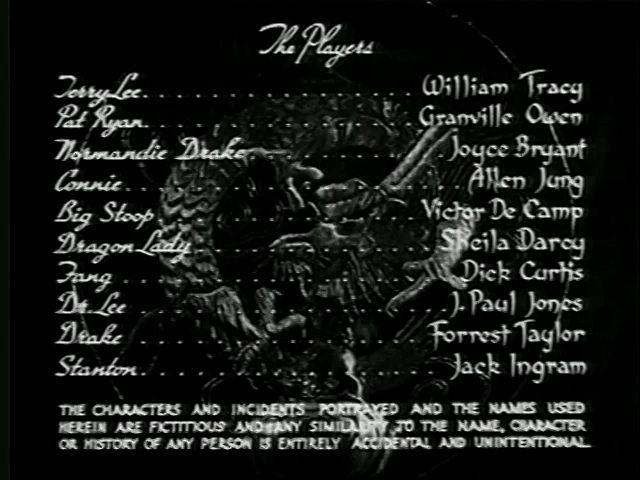 The Players
Terry Lee. . . . . . . . . . . . . . . . . William Tracy
Pat Ryan. . . . . . . . . . . . . . . . . Granville Owen
Normandie Drake. . . . . . . . . . . Joyce Bryant
Connie. . . . . . . . . . . . . . . . . . . . Allen Jung
Big Stoop. . . . . . . . . . . . . . . . Victor De Camp
Dragon Lady. . . . . . . . . . . . . . Sheila Darcy
Fang . . . . . . . . . . . . . . . . . . . . Dick Curtis
Dr. Lee . . . . . . . . . . . . . . . . . . J. Paul Jones
Drake . . . . . . . . . . . . . . . . . . Forrest Taylor
Stanton. . . . . . . . . . . . . . . . . . Jack Ingram
THE CHARACTERS AND INCIDENTS PORTRAYED AND THE NAMES USED
HEREIN ARE FICTITIOUS AND ANY SIMILARITY TO THE NAME, CHARACTER
OR HISTORY OF ANY PERSON IS ENTIRELY ACCIDENTAL AND UNINTENTIONAL.